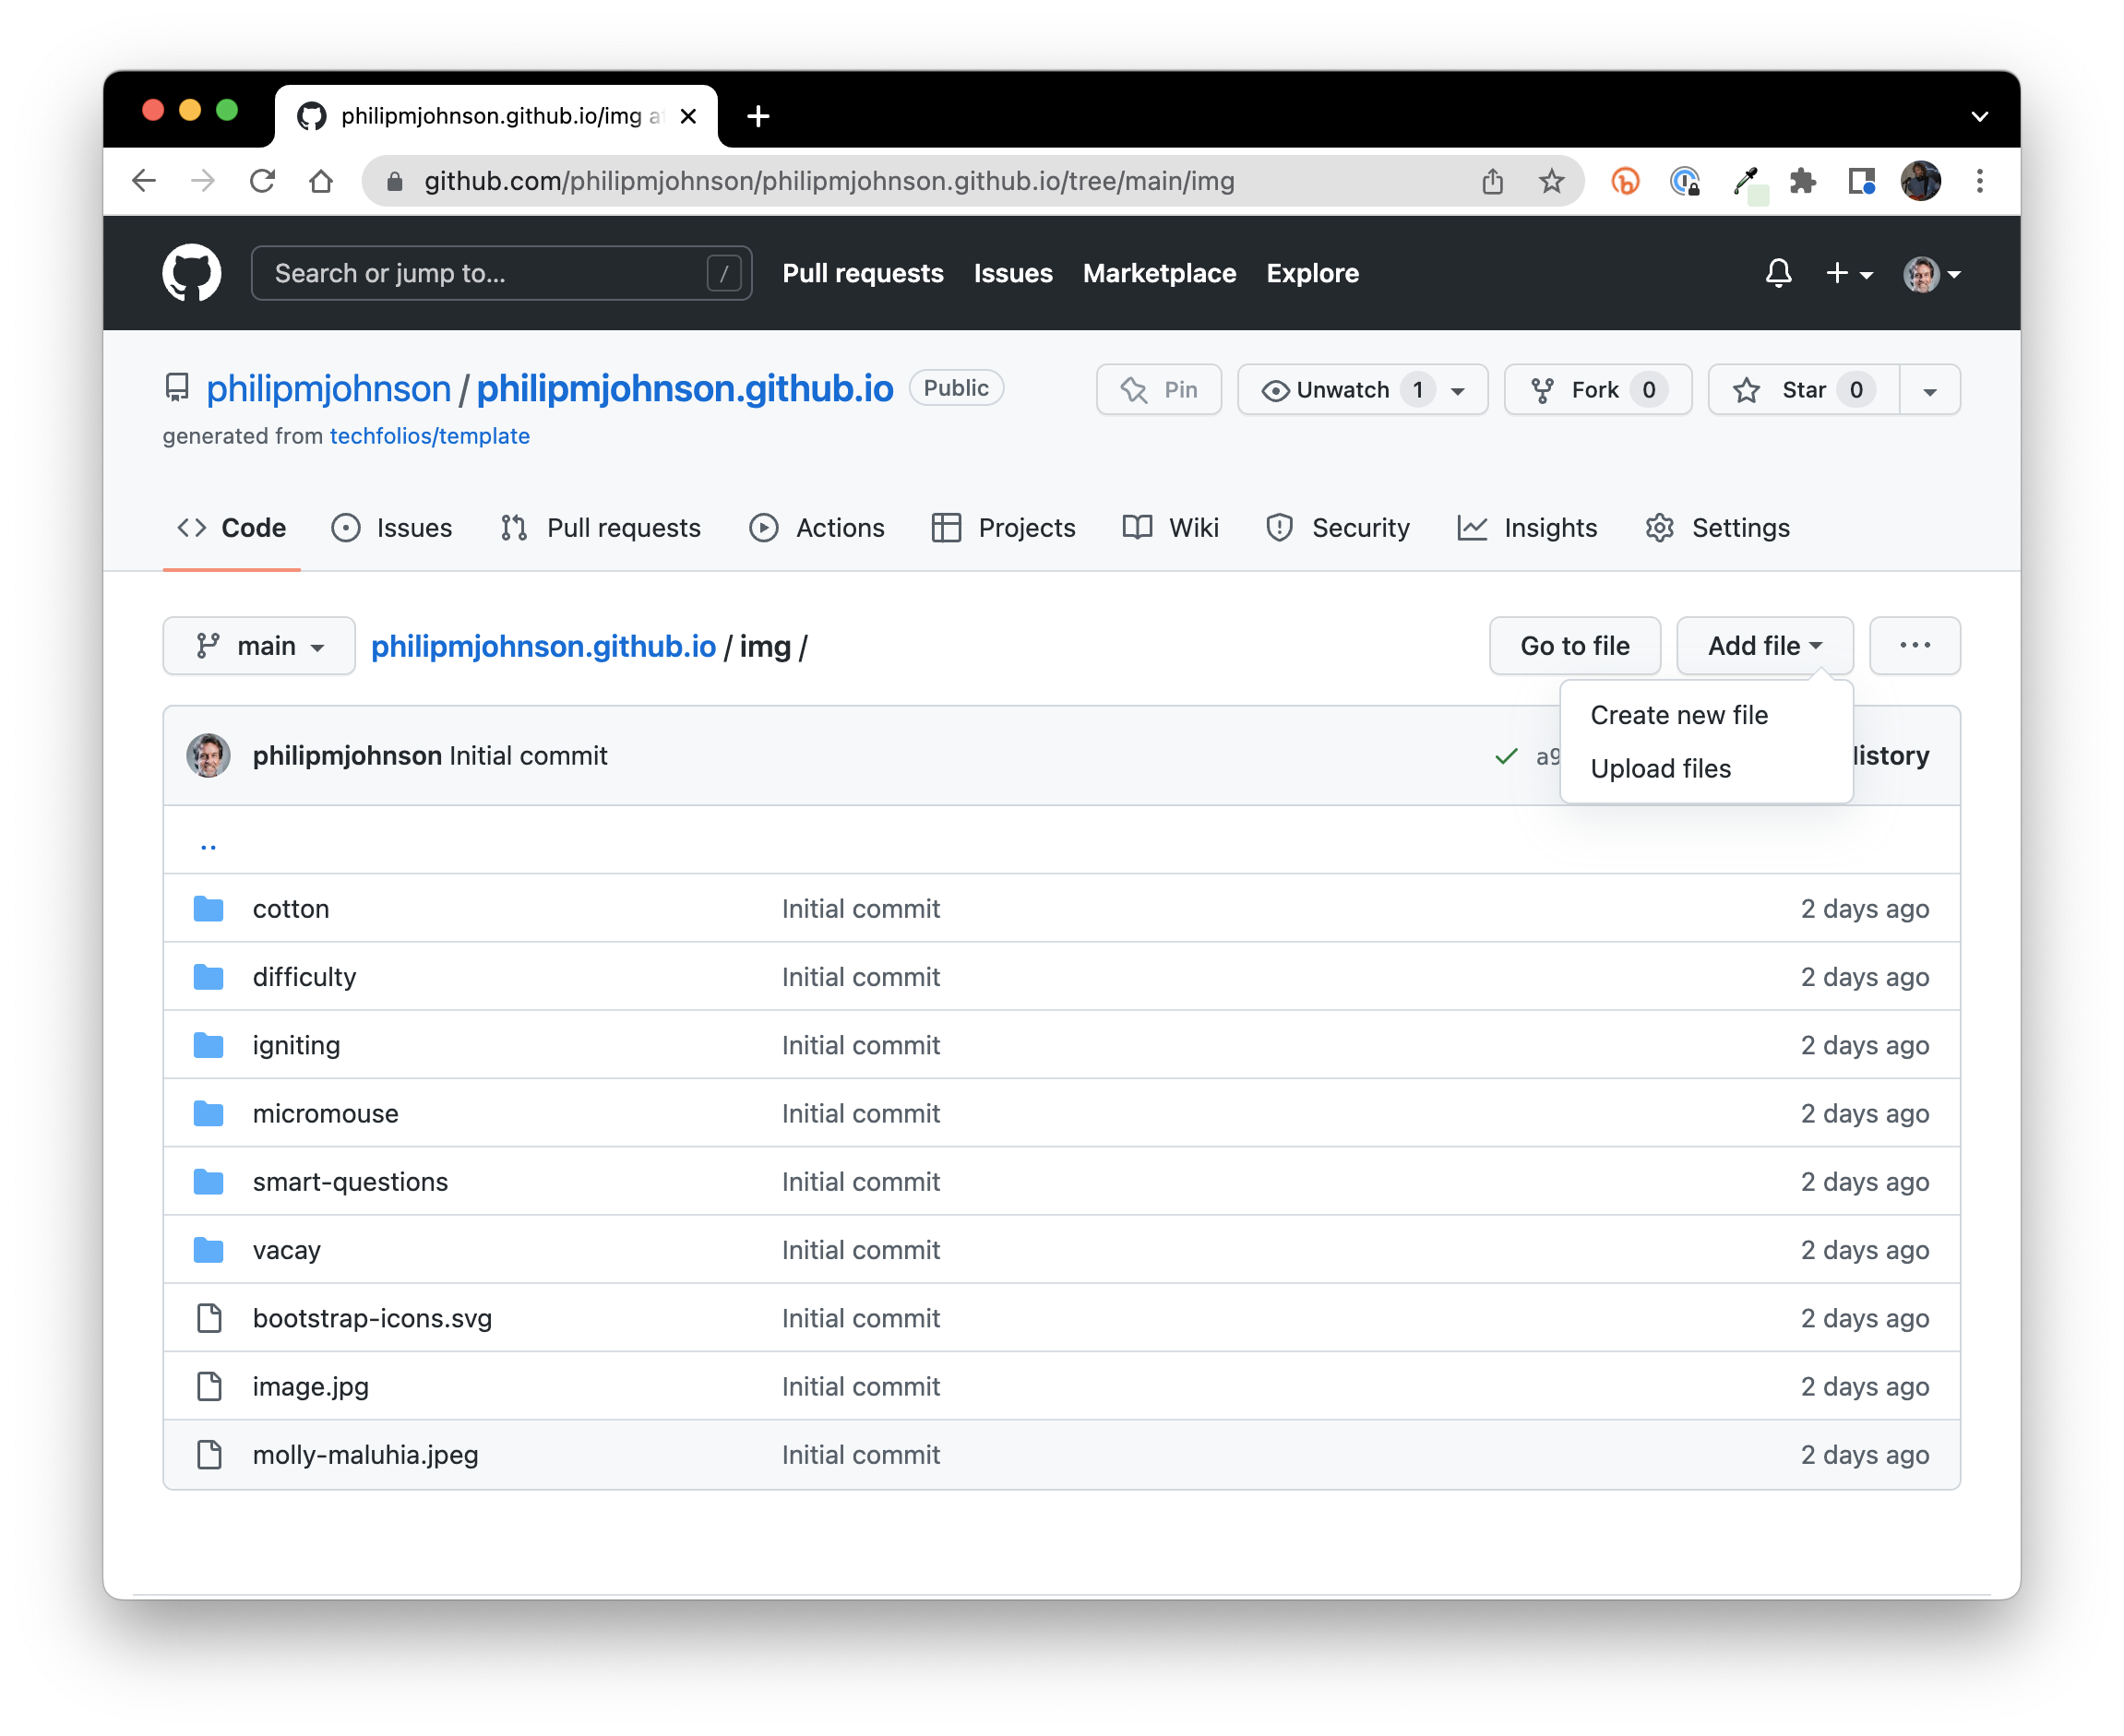 philipmjohnson.github.io/img
github.com/philipmjohnson/philipmjohnson.github.io/tree/main/img
Search or jump to... / Pull requests Issues Marketplace Explore
philipmjohnson / philipmjohnson.github.io Public Pin Unwatch 1 Fork 0 Star 0
generated from techfolios/template
Code Issues Pull requests Actions Projects Wiki Security Insights Settings
main philipmjohnson.github.io / img / Go to file Add file ...
Create new file
philipmjohnson Initial commit a9 History
Upload files
..
cotton Initial commit 2 days ago
difficulty Initial commit 2 days ago
igniting Initial commit 2 days ago
micromouse Initial commit 2 days ago
smart-questions Initial commit 2 days ago
vacay Initial commit 2 days ago
bootstrap-icons.svg Initial commit 2 days ago
image.jpg Initial commit 2 days ago
molly-maluhia.jpeg Initial commit 2 days ago